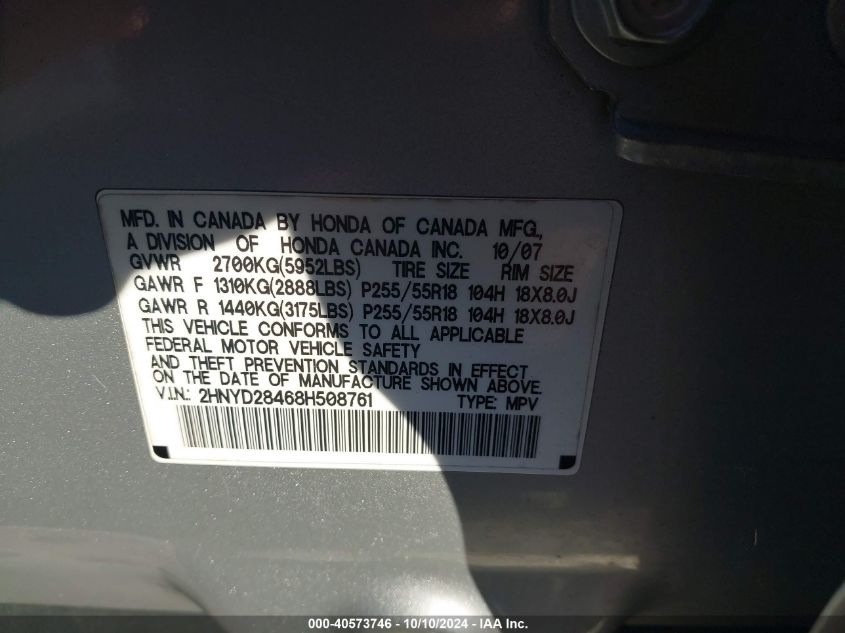 MFD. IN CANADA BY HONDA OF CANADA MFG.,
A DIVISION OF HONDA CANADA INC. 10/07
GVWR 2700KG(5952LBS) TIRE SIZE RIM SIZE
GAWR F 1310KG(2888LBS) P255/55R18 104H 18X8.0J
GAWR R 1440KG(3175LBS) P255/55R18 104H 18X8.0J
THIS VEHICLE CONFORMS TO ALL APPLICABLE
FEDERAL MOTOR VEHICLE SAFETY
AND THEFT PREVENTION STANDARDS IN EFFECT
ON THE DATE OF MANUFACTURE SHOWN ABOVE.
V.I.N.: 2HNYD28468H508761 TYPE: MPV
000-40573746 - 10/10/2024 - IAA Inc.